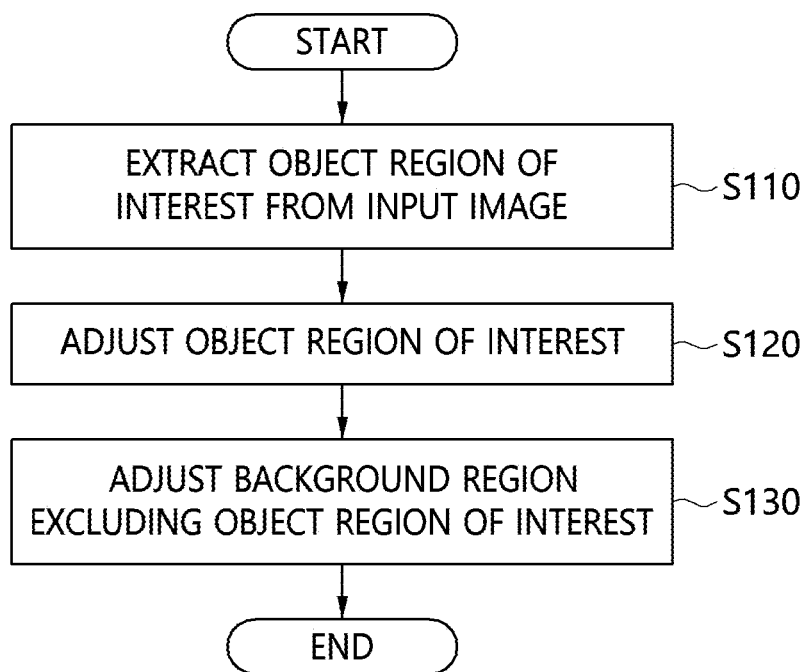 START
EXTRACT OBJECT REGION OF
INTEREST FROM INPUT IMAGE
S110
ADJUST OBJECT REGION OF INTEREST
S120
ADJUST BACKGROUND REGION
EXCLUDING OBJECT REGION OF INTEREST
S130
END